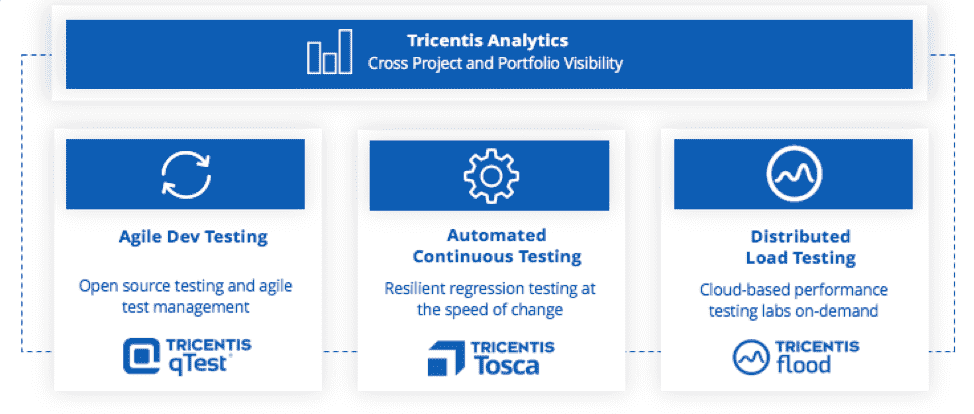 Tricentis Analytics
Cross Project and Portfolio Visibility
Agile Dev Testing
Open source testing and agile
test management
TRICENTIS
qTest
Automated
Continuous Testing
Resilient regression testing at
the speed of change
TRICENTIS
Tosca
Distributed
Load Testing
Cloud-based performance
testing labs on-demand
TRICENTIS
flood